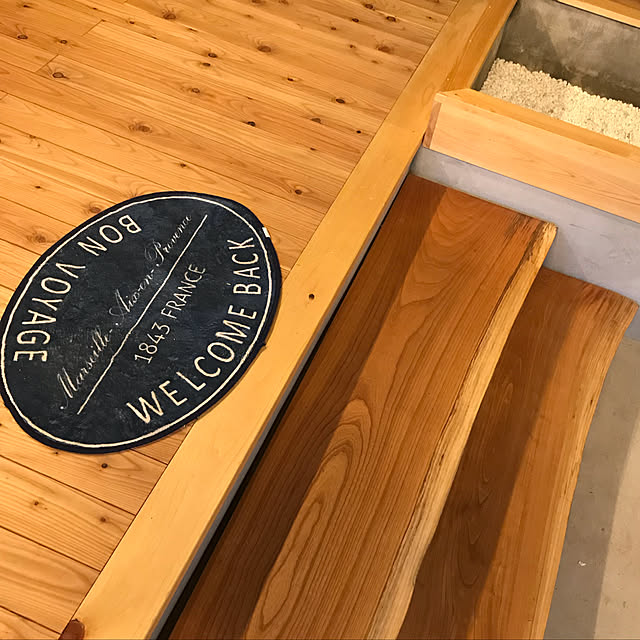 BON VOYAGE
Marseille-Aix-en-Provence
1843 FRANCE
WELCOME BACK